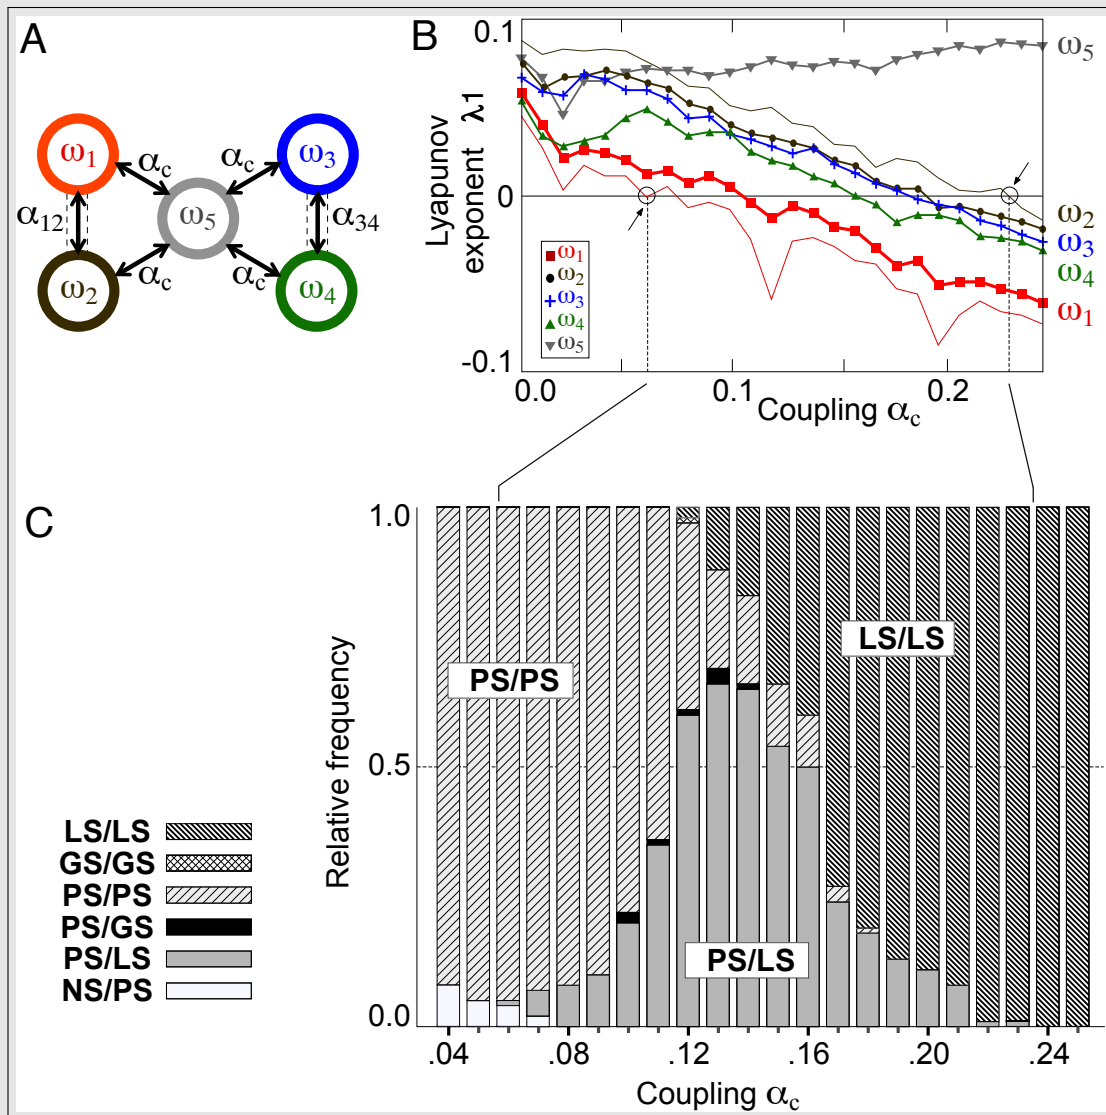 A
ω1
ω3
αc
αc
α12
ω5
α34
αc
αc
ω2
ω4
B
0.1
ω5
Lyapunov
exponent λ1
0
ω2
ω3
ω4
ω1
ω1
ω2
ω3
ω4
ω5
-0.1
0.0
0.1
0.2
Coupling αc
C
1.0
LS/LS
PS/PS
Relative frequency
0.5
LS/LS
GS/GS
PS/PS
PS/GS
PS/LS
NS/PS
PS/LS
0.0
.04
.08
.12
.16
.20
.24
Coupling αc